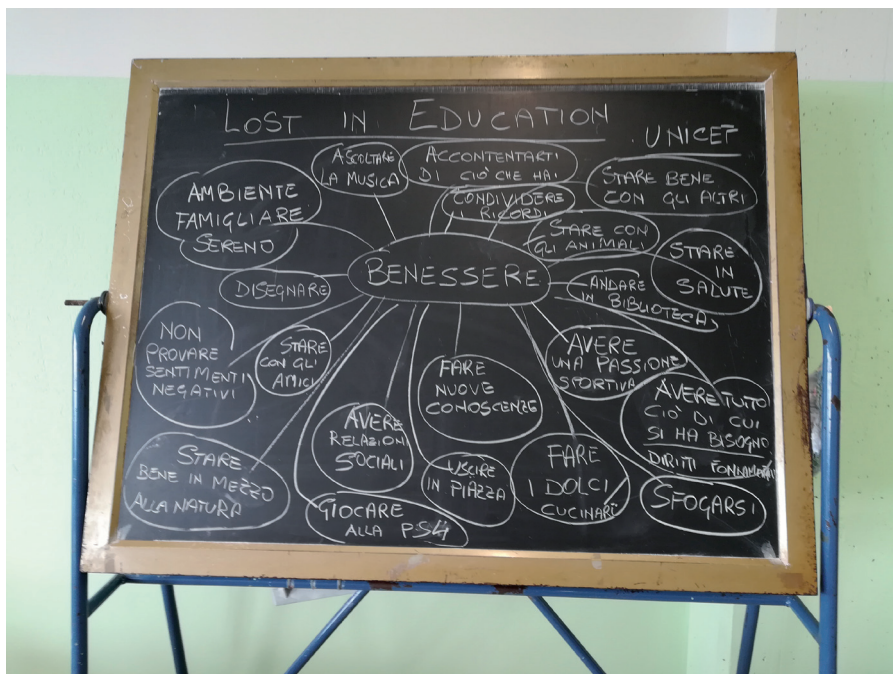 LOST IN EDUCATION
UNICEF
ASCOLTARE
LA MUSICA
ACCONTENTARTI
DI CIÒ CHE HAI
STARE BENE
CON GLI ALTRI
AMBIENTE
FAMIGLIARE
SERENO
CONDIVIDERE
I RICORDI
STARE CON
GLI ANIMALI
STARE
IN
SALUTE
BENESSERE
DISEGNARE
ANDARE
IN BIBLIOTECA
NON
PROVARE
SENTIMENTI
NEGATIVI
STARE
CON GLI
AMICI
FARE
NUOVE
CONOSCENZE
AVERE
UNA PASSIONE
SPORTIVA
AVERE TUTTO
CIÒ DI CUI
SI HA BISOGNO
DIRITTI FONDAMENTALI
AVERE
RELAZIONI
SOCIALI
STARE
BENE IN MEZZO
ALLA NATURA
USCIRE
IN PIAZZA
FARE
I DOLCI
CUCINARE
SFOGARSI
GIOCARE
ALLA PS4